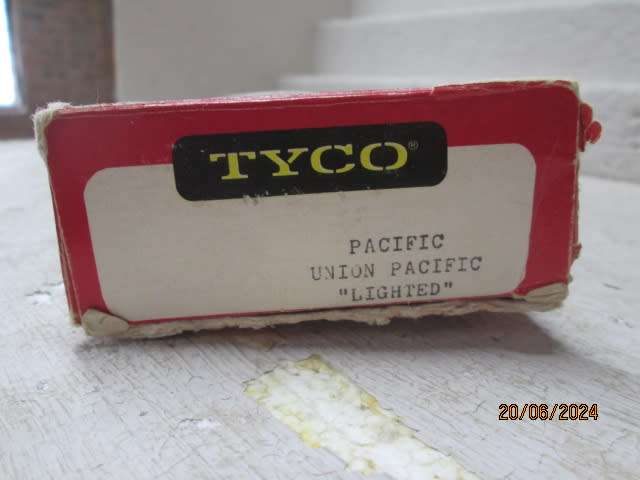 TYCO®
PACIFIC
UNION PACIFIC
"LIGHTED"
20/06/2024